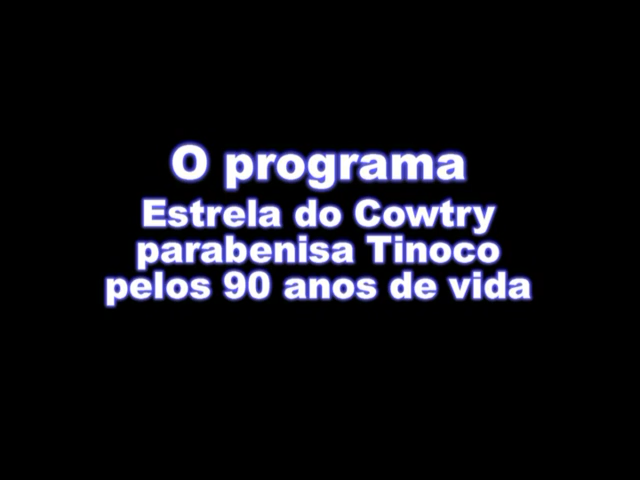 O programa
Estrela do Cowtry
parabenisa Tinoco
pelos 90 anos de vida